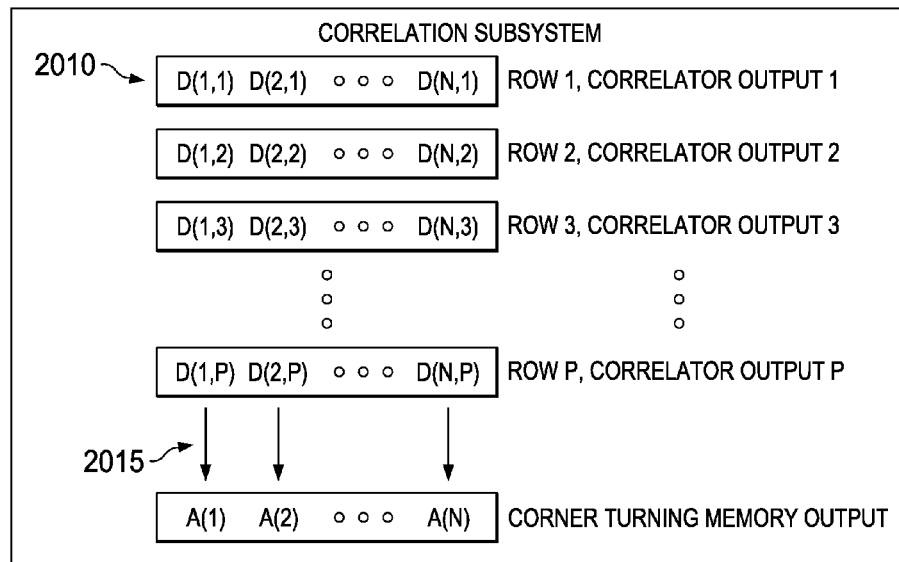 CORRELATION SUBSYSTEM
2010
D(1,1) D(2,1) ○ ○ ○ D(N,1) ROW 1, CORRELATOR OUTPUT 1
D(1,2) D(2,2) ○ ○ ○ D(N,2) ROW 2, CORRELATOR OUTPUT 2
D(1,3) D(2,3) ○ ○ ○ D(N,3) ROW 3, CORRELATOR OUTPUT 3
D(1,P) D(2,P) ○ ○ ○ D(N,P) ROW P, CORRELATOR OUTPUT P
2015
A(1) A(2) ○ ○ ○ A(N) CORNER TURNING MEMORY OUTPUT